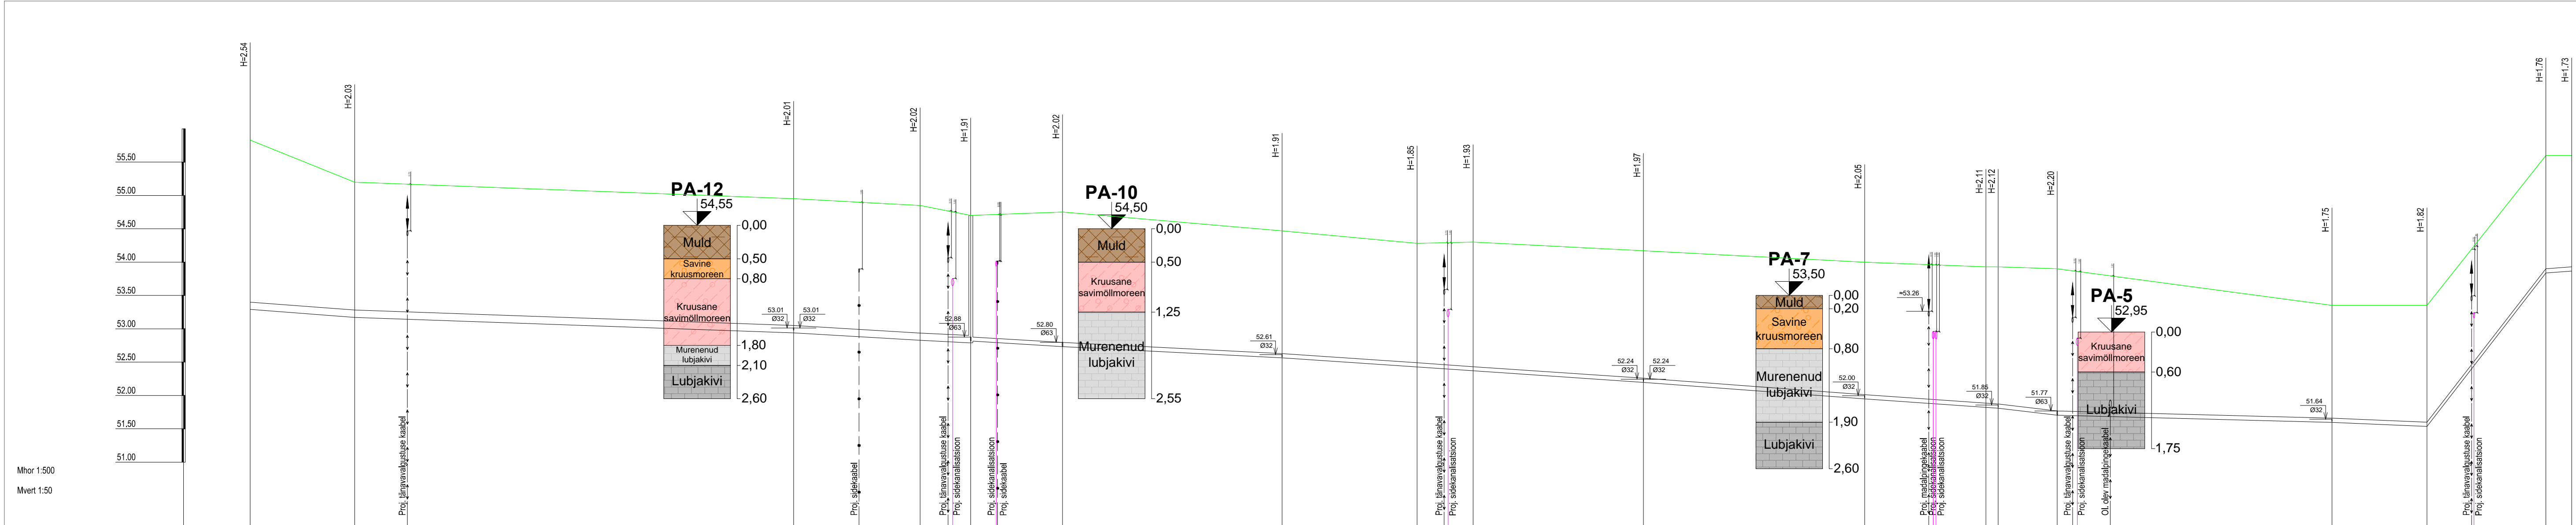 H=2.54
H=2.03
H=2.01
H=2.02
H=1.91
H=2.02
H=1.91
H=1.85
H=1.93
H=1.97
H=2.05
H=2.11
H=2.12
H=2.20
H=1.75
H=1.82
H=1.76
H=1.73
55,50
55.00
54.50
54.00
53.50
53.00
52.50
52.00
51.50
51.00
Mhor 1:500
Mvert 1:50
Proj. tänavavalgustuse kaabel
PA-12
54,55
Muld
Savine
kruusmoreen
Kruusane
savimöllmoreen
Murenenud
lubjakivi
Lubjakivi
0,00
0,50
0,80
1,80
2,10
2,60
53.01
Ø32
53.01
Ø32
Proj. sidekaabel
52.88
Ø63
Proj. tänavavalgustuse kaabel
Proj. sidekanalisatsioon
Proj. sidekanalisatsioon
Proj. sidekaabel
52.80
Ø63
PA-10
54,50
Muld
Kruusane
savimöllmoreen
Murenenud
lubjakivi
0,00
0,50
1,25
2,55
52.61
Ø32
Proj. tänavavalgustuse kaabel
Proj. sidekanalisatsioon
52.24
Ø32
52.24
Ø32
PA-7
53,50
Muld
Savine
kruusmoreen
Murenenud
lubjakivi
Lubjakivi
0,00
0,20
0,80
1,90
2,60
52.00
Ø32
≈53.26
Proj. madalpingekaabel
Proj. sidekanalisatsioon
Proj. sidekanalisatsioon
51.85
Ø32
51.77
Ø63
Proj. tänavavalgustuse kaabel
Proj. sidekanalisatsioon
OL olev madalpingekaabel
PA-5
52,95
Kruusane
savimöllmoreen
Lubjakivi
0,00
0,60
1,75
51.64
Ø32
Proj. tänavavalgustuse kaabel
Proj. sidekanalisatsioon